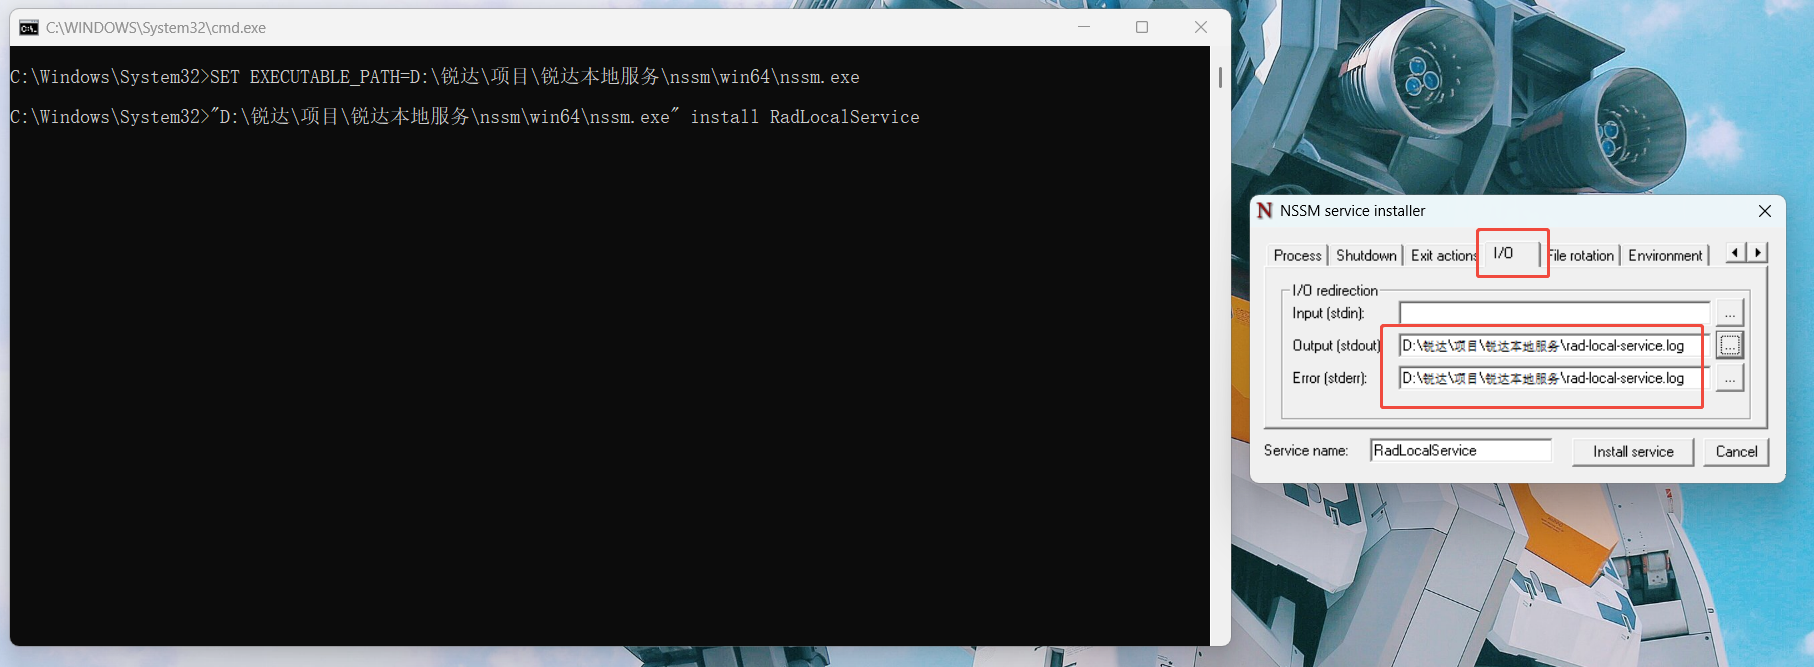 C:\WINDOWS\System32\cmd.exe
C:\Windows\System32>SET EXECUTABLE_PATH=D:\锐达\项目\锐达本地服务\nssm\win64\nssm.exe
C:\Windows\System32>"D:\锐达\项目\锐达本地服务\nssm\win64\nssm.exe" install RadLocalService
NSSM service installer
Process Shutdown Exit actions I/O File rotation Environment
I/O redirection
Input (stdin): ...
Output (stdout) D:\锐达\项目\锐达本地服务\rad-local-service.log ...
Error (stderr): D:\锐达\项目\锐达本地服务\rad-local-service.log ...
Service name: RadLocalService Install service Cancel